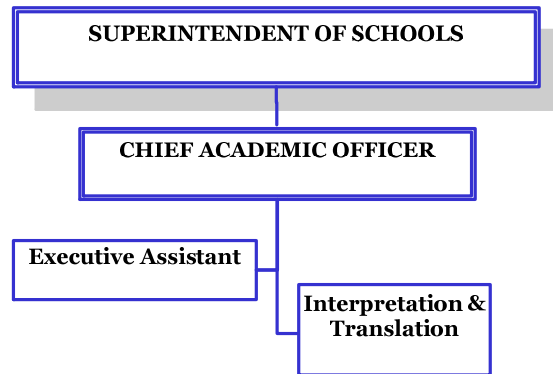 SUPERINTENDENT OF SCHOOLS
CHIEF ACADEMIC OFFICER
Executive Assistant
Interpretation &
Translation